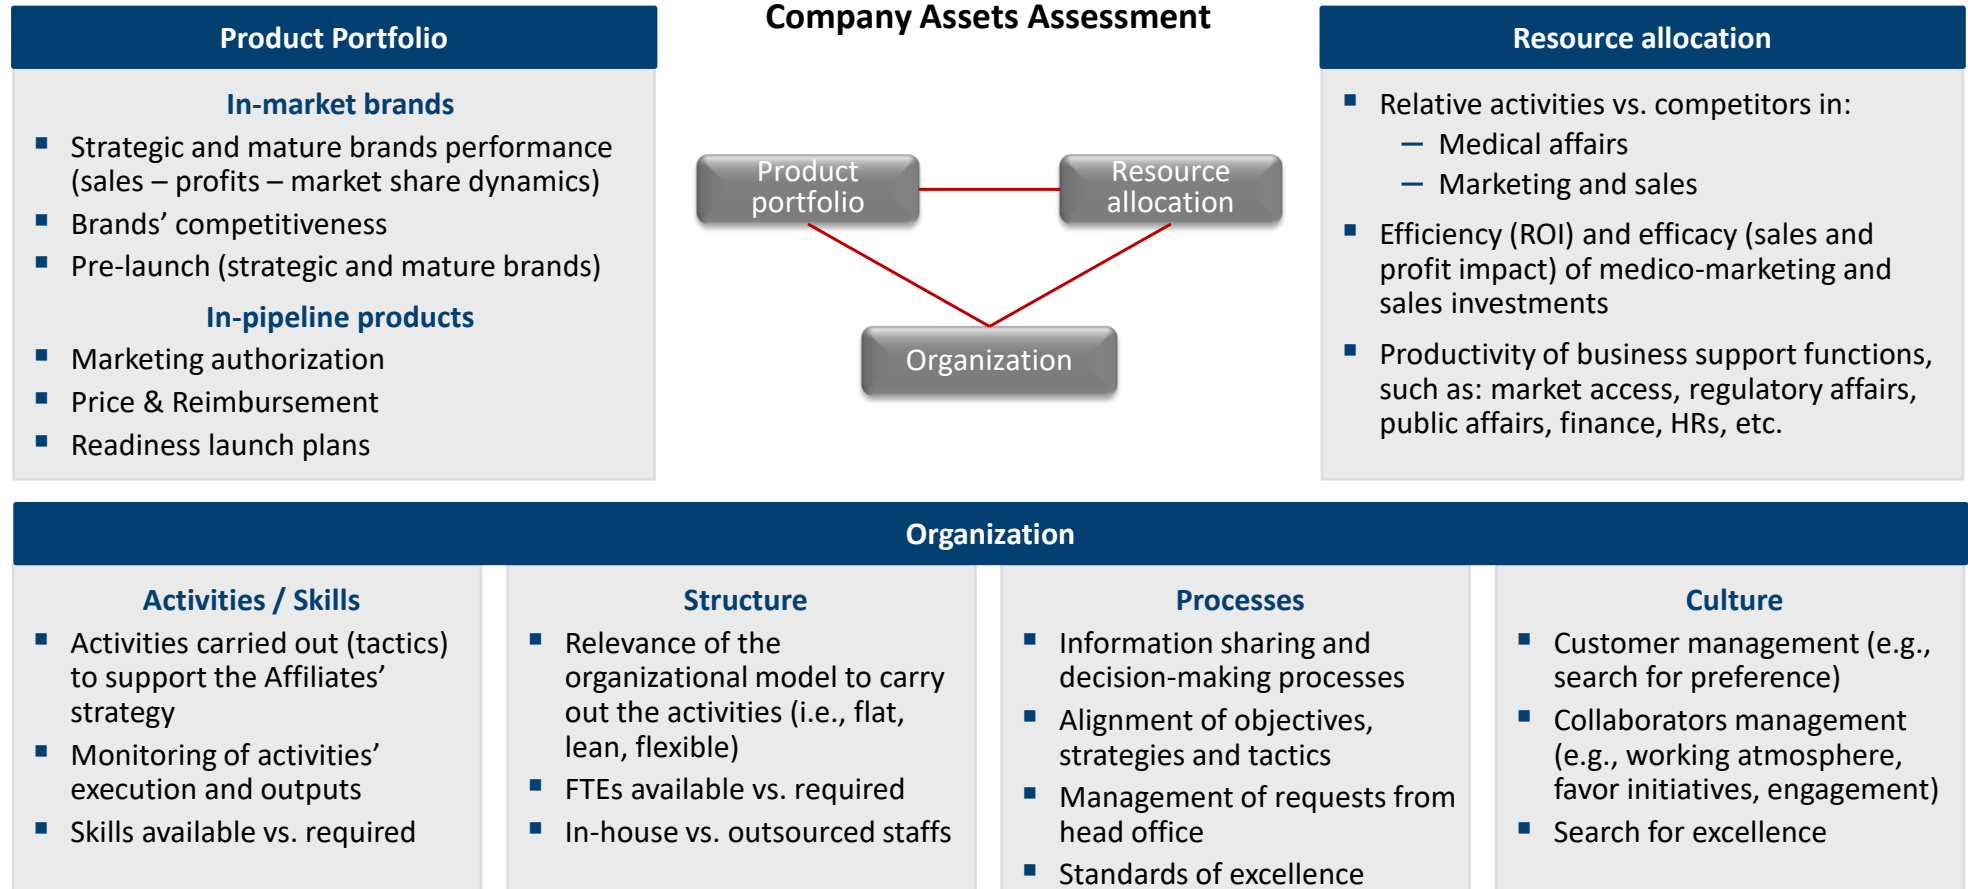 Company Assets Assessment
Product Portfolio
In-market brands
▪ Strategic and mature brands performance
(sales – profits – market share dynamics)
▪ Brands’ competitiveness
▪ Pre-launch (strategic and mature brands)
In-pipeline products
▪ Marketing authorization
▪ Price & Reimbursement
▪ Readiness launch plans
Product
portfolio
Resource
allocation
Organization
Resource allocation
▪ Relative activities vs. competitors in:
– Medical affairs
– Marketing and sales
▪ Efficiency (ROI) and efficacy (sales and
profit impact) of medico-marketing and
sales investments
▪ Productivity of business support functions,
such as: market access, regulatory affairs,
public affairs, finance, HRs, etc.
Organization
Activities / Skills
▪ Activities carried out (tactics)
to support the Affiliates’
strategy
▪ Monitoring of activities’
execution and outputs
▪ Skills available vs. required
Structure
▪ Relevance of the
organizational model to carry
out the activities (i.e., flat,
lean, flexible)
▪ FTEs available vs. required
▪ In-house vs. outsourced staffs
Processes
▪ Information sharing and
decision-making processes
▪ Alignment of objectives,
strategies and tactics
▪ Management of requests from
head office
▪ Standards of excellence
Culture
▪ Customer management (e.g.,
search for preference)
▪ Collaborators management
(e.g., working atmosphere,
favor initiatives, engagement)
▪ Search for excellence